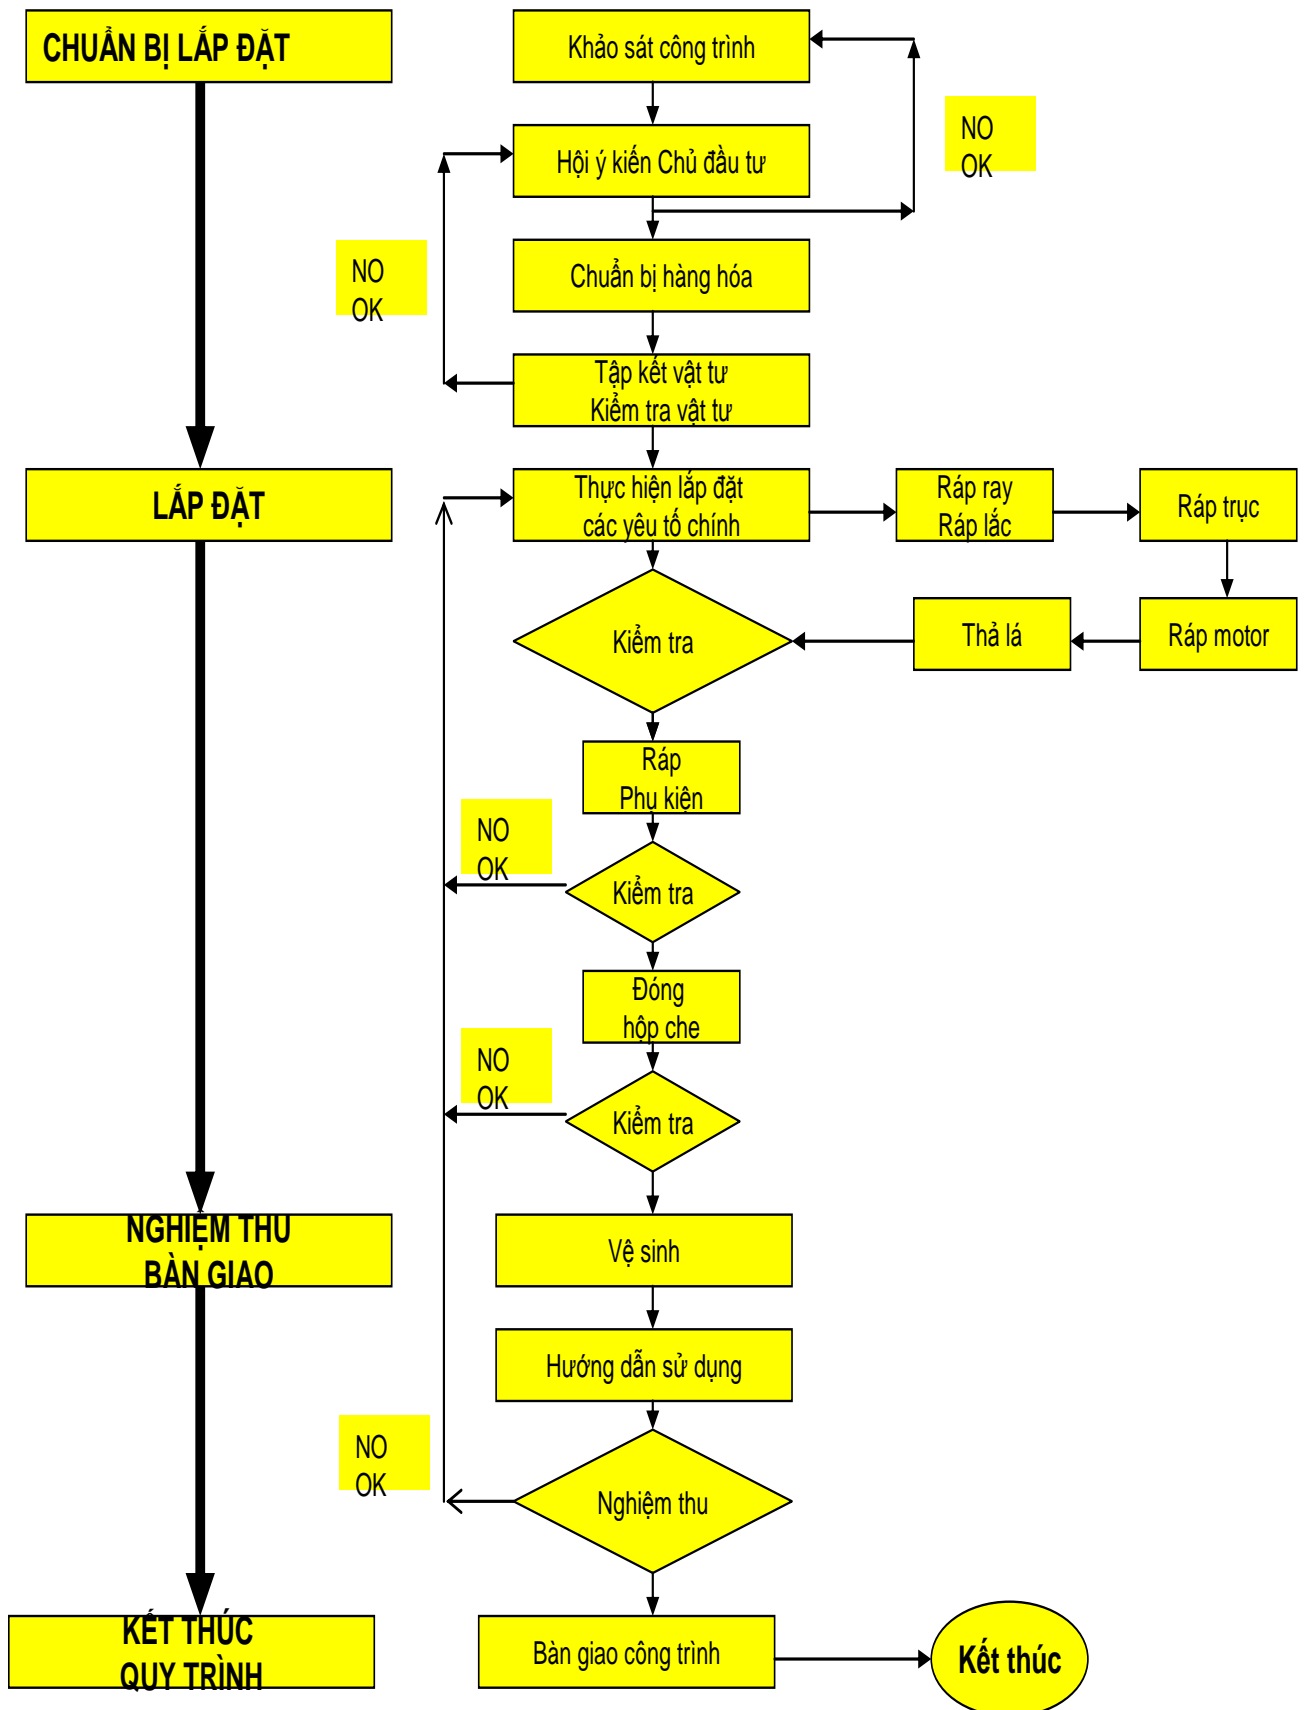 CHUẨN BỊ LẮP ĐẶT
Khảo sát công trình
NO
OK
Hội ý kiến Chủ đầu tư
NO
OK
Chuẩn bị hàng hóa
Tập kết vật tư
Kiểm tra vật tư
LẮP ĐẶT
Thực hiện lắp đặt
các yêu tố chính
Ráp ray
Ráp lắc
Ráp trục
Kiểm tra
Thả lá
Ráp motor
Ráp
Phụ kiện
NO
OK
Kiểm tra
Đóng
hộp che
NO
OK
Kiểm tra
NGHIỆM THU
BÀN GIAO
Vệ sinh
Hướng dẫn sử dụng
NO
OK
Nghiệm thu
KẾT THÚC
QUY TRÌNH
Bàn giao công trình
Kết thúc